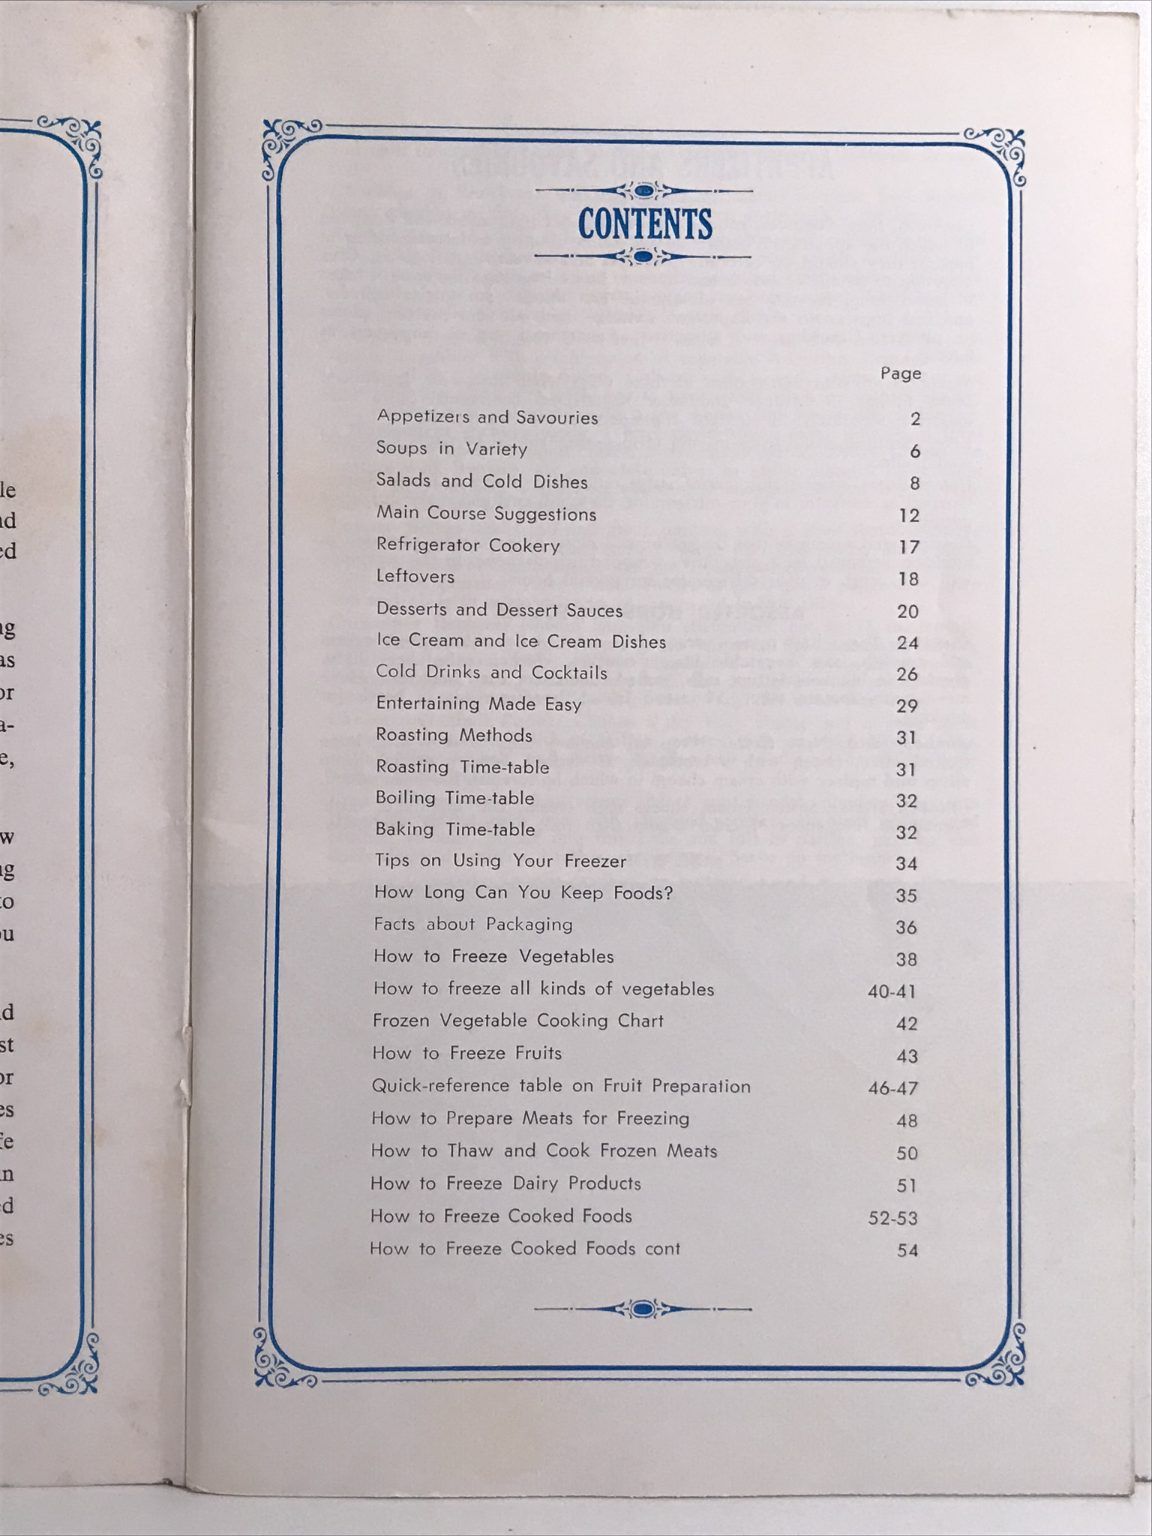 CONTENTS
Page
Appetizers and Savouries 2
Soups in Variety 6
Salads and Cold Dishes 8
Main Course Suggestions 12
Refrigerator Cookery 17
Leftovers 18
Desserts and Dessert Sauces 20
Ice Cream and Ice Cream Dishes 24
Cold Drinks and Cocktails 26
Entertaining Made Easy 29
Roasting Methods 31
Roasting Time-table 31
Boiling Time-table 32
Baking Time-table 32
Tips on Using Your Freezer 34
How Long Can You Keep Foods? 35
Facts about Packaging 36
How to Freeze Vegetables 38
How to freeze all kinds of vegetables 40-41
Frozen Vegetable Cooking Chart 42
How to Freeze Fruits 43
Quick-reference table on Fruit Preparation 46-47
How to Prepare Meats for Freezing 48
How to Thaw and Cook Frozen Meats 50
How to Freeze Dairy Products 51
How to Freeze Cooked Foods 52-53
How to Freeze Cooked Foods cont 54